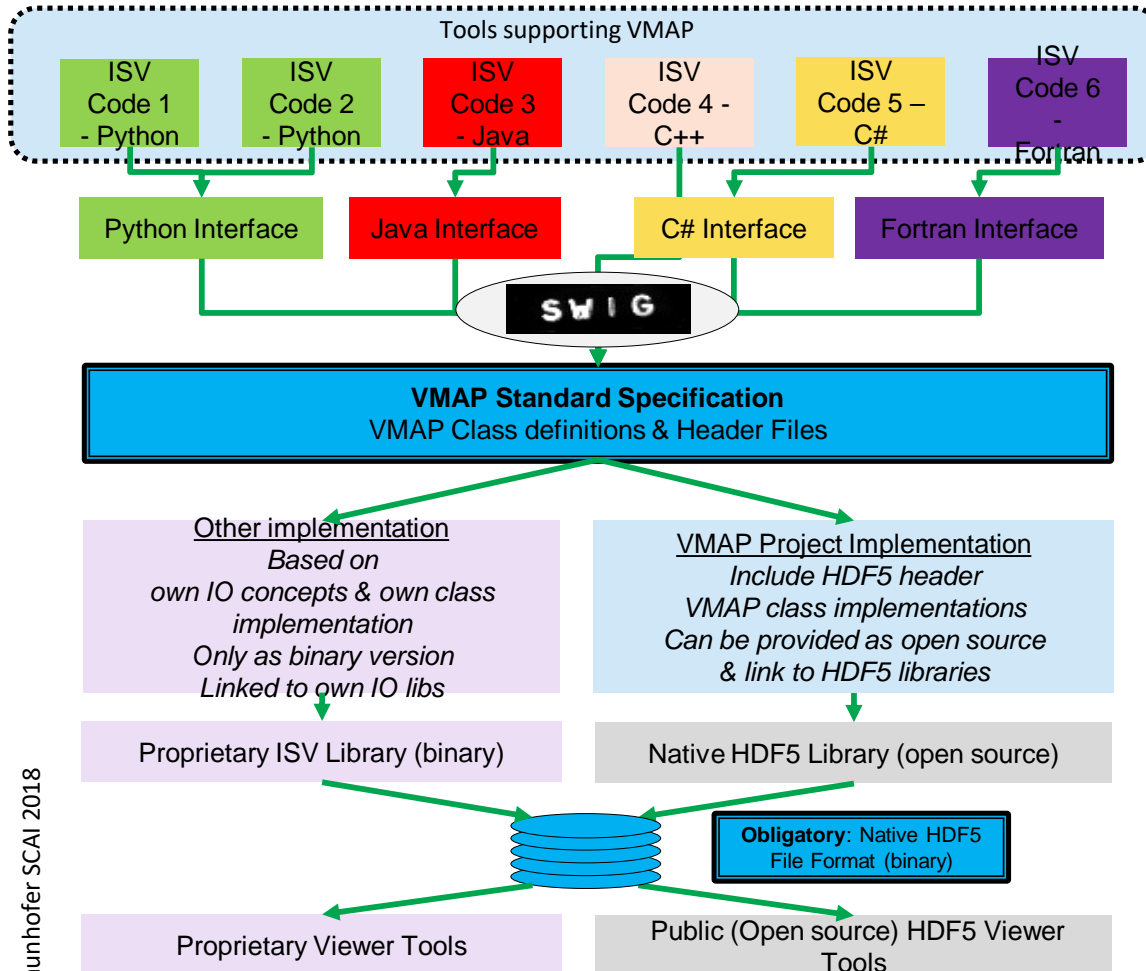 Tools supporting VMAP
ISV
Code 1
- Python
ISV
Code 2
- Python
ISV
Code 3
- Java
ISV
Code 4 -
C++
ISV
Code 5 –
C#
ISV
Code 6
-
Fortran
Python Interface
Java Interface
C# Interface
Fortran Interface
SWIG
VMAP Standard Specification
VMAP Class definitions & Header Files
Other implementation
Based on
own IO concepts & own class
implementation
Only as binary version
Linked to own IO libs
VMAP Project Implementation
Include HDF5 header
VMAP class implementations
Can be provided as open source
& link to HDF5 libraries
Proprietary ISV Library (binary)
Native HDF5 Library (open source)
Obligatory: Native HDF5
File Format (binary)
Proprietary Viewer Tools
Public (Open source) HDF5 Viewer
Tools
SCAI 2018